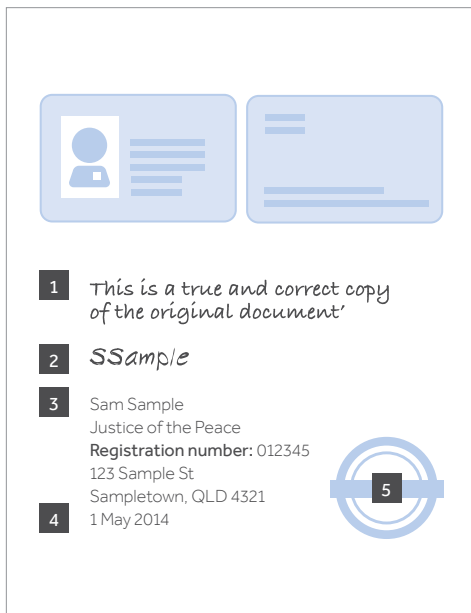 1 This is a true and correct copy
of the original document’
2 SSample
3 Sam Sample
Justice of the Peace
Registration number: 012345
123 Sample St
Sampletown, QLD 4321
4 1 May 2014
5